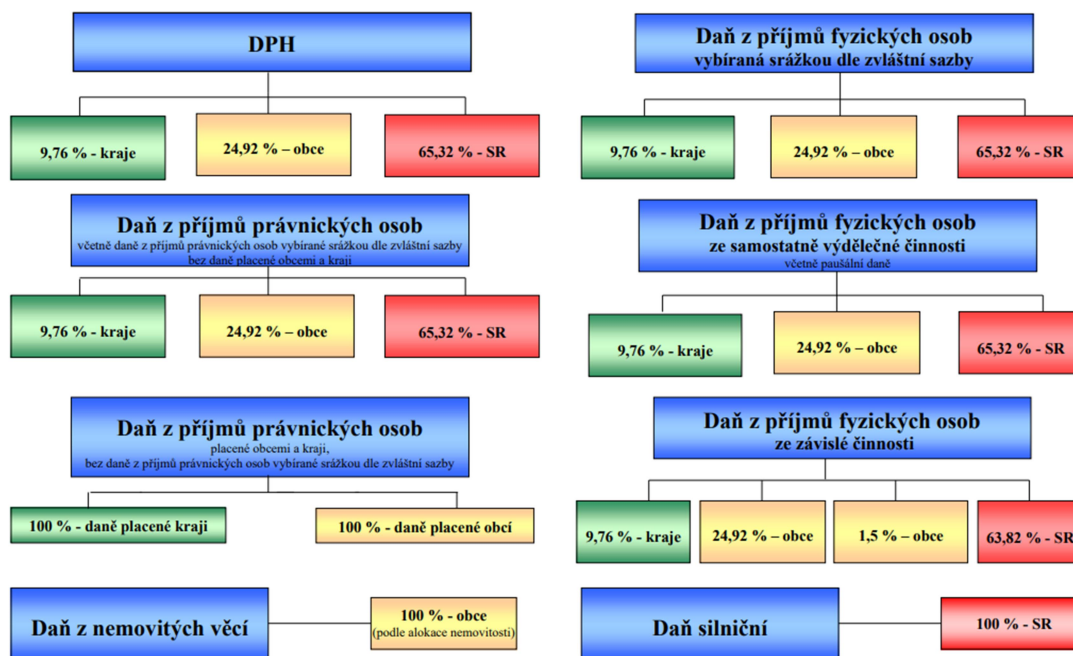 DPH
9,76 % - kraje
24,92 % – obce
65,32 % - SR
Daň z příjmů fyzických osob
vybíraná srážkou dle zvláštní sazby
9,76 % - kraje
24,92 % – obce
65,32 % - SR
Daň z příjmů právnických osob
včetně daně z příjmů právnických osob vybírané srážkou dle zvláštní sazby
bez daně placené obcemi a kraji
9,76 % - kraje
24,92 % – obce
65,32 % - SR
Daň z příjmů fyzických osob
ze samostatně výdělečné činnosti
včetně paušální daně
9,76 % - kraje
24,92 % – obce
65,32 % - SR
Daň z příjmů právnických osob
placené obcemi a kraji,
bez daně z příjmů právnických osob vybírané srážkou dle zvláštní sazby
100 % - daně placené kraji
100 % - daně placené obcí
Daň z příjmů fyzických osob
ze závislé činnosti
9,76 % - kraje
24,92 % – obce
1,5 % – obce
63,82 % - SR
Daň z nemovitých věcí
100 % - obce
(podle alokace nemovitosti)
Daň silniční
100 % - SR